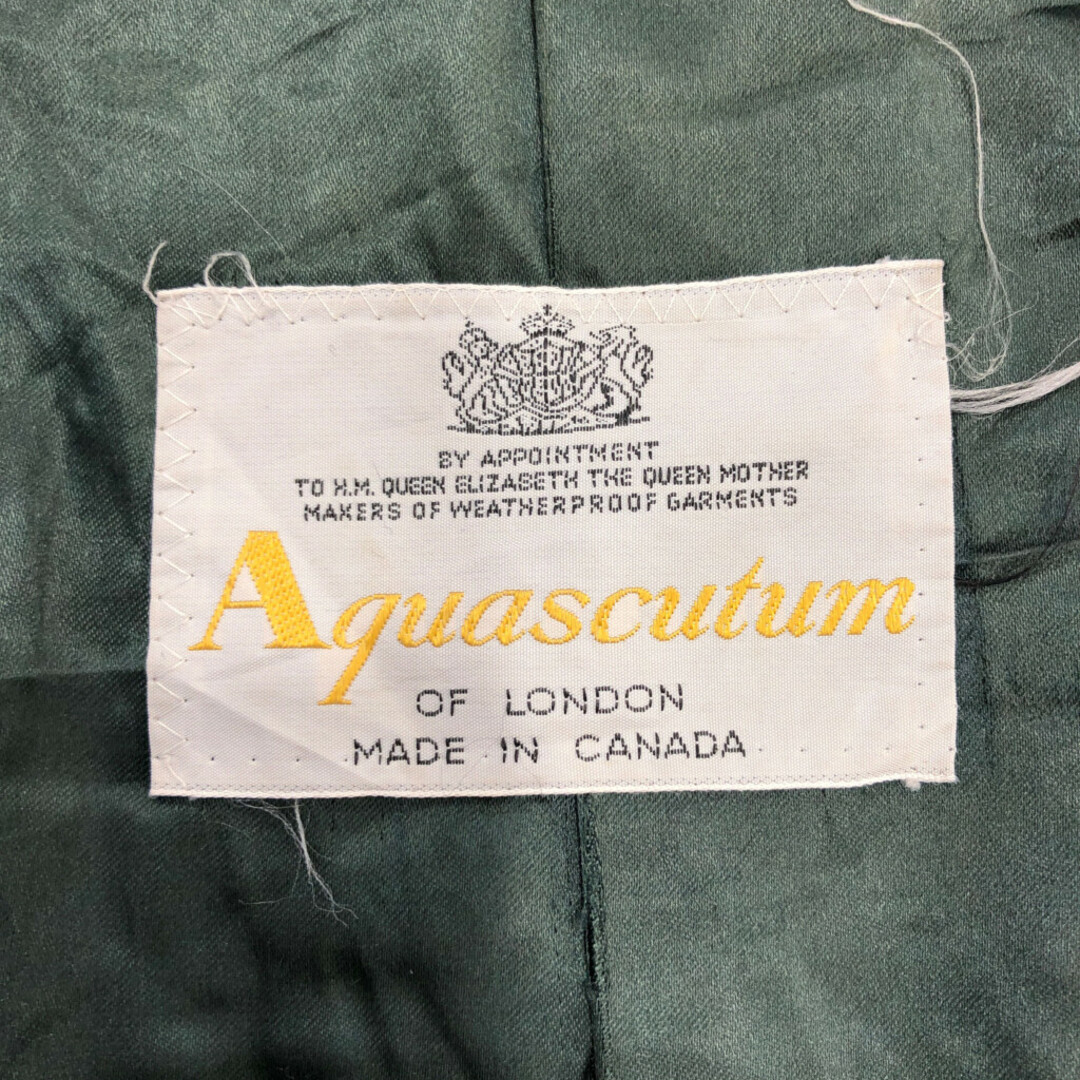 BY APPOINTMENT
TO H.M. QUEEN ELIZABETH THE QUEEN MOTHER
MAKERS OF WEATHERPROOF GARMENTS
Aquascutum
OF LONDON
MADE IN CANADA